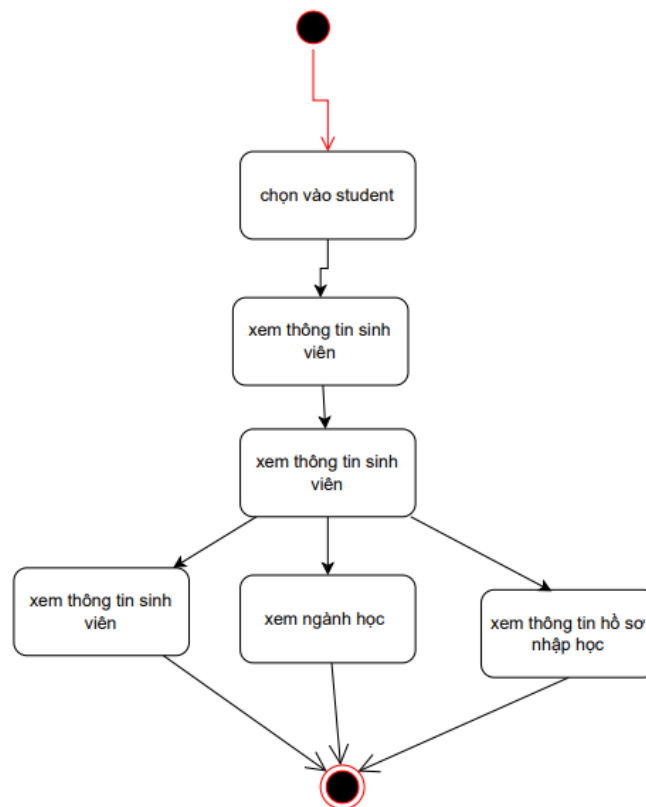 chọn vào student
xem thông tin sinh
viên
xem thông tin sinh
viên
xem thông tin sinh
viên
xem ngành học
xem thông tin hồ sơ
nhập học